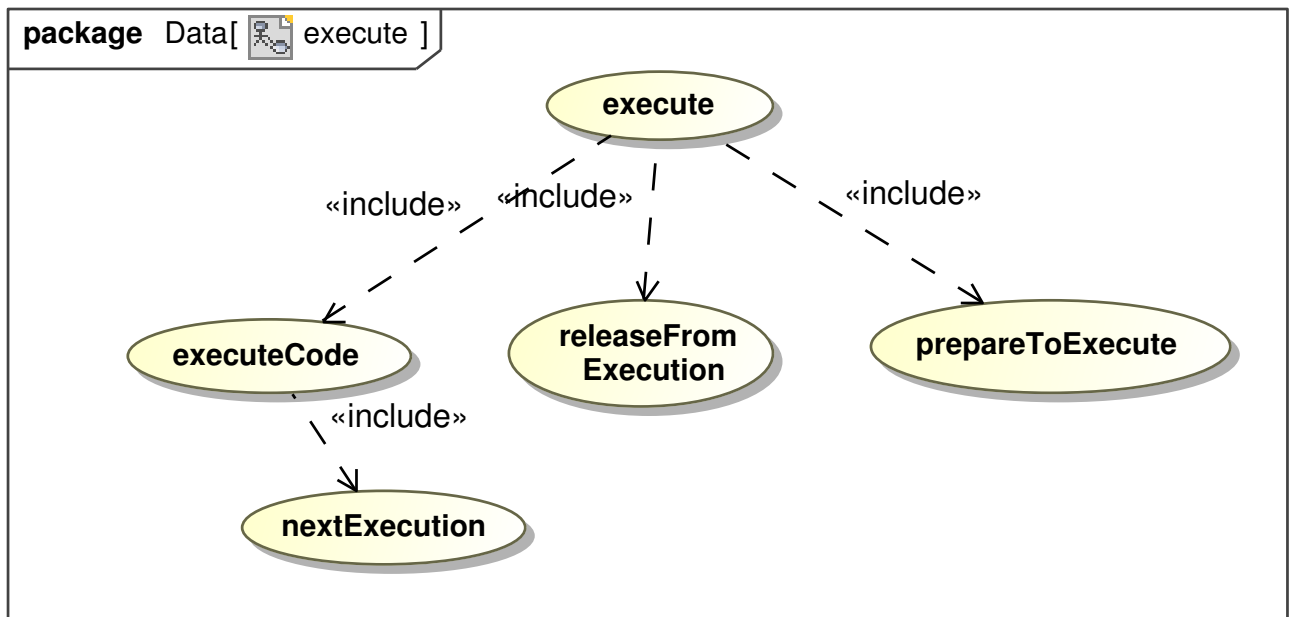 package Data[ execute ]
execute
«include» «include» «include»
executeCode
releaseFrom
Execution
prepareToExecute
«include»
nextExecution